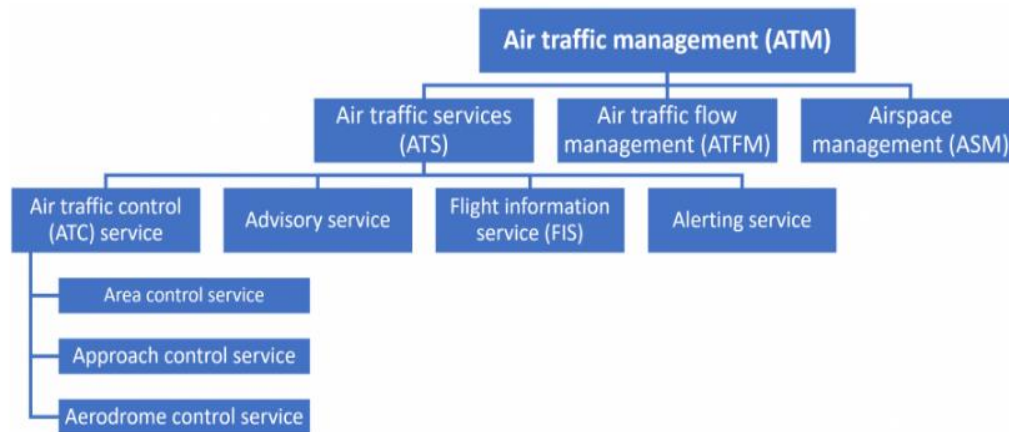 Air traffic management (ATM)
Air traffic services
(ATS)
Air traffic flow
management (ATFM)
Airspace
management (ASM)
Air traffic control
(ATC) service
Advisory service
Flight information
service (FIS)
Alerting service
Area control service
Approach control service
Aerodrome control service